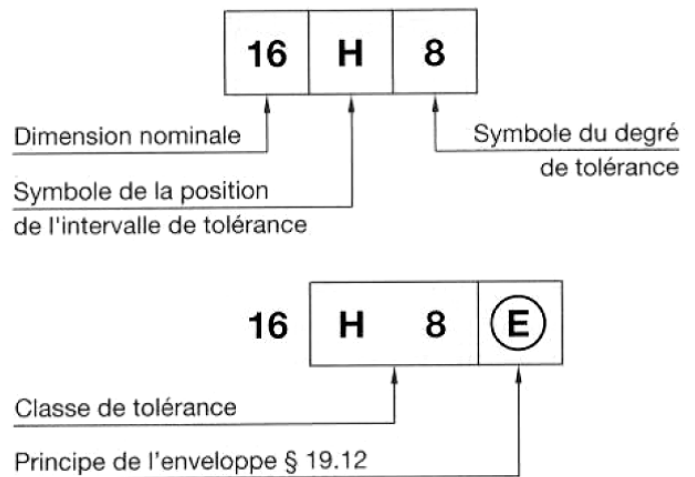 16 H 8
Dimension nominale
Symbole du degré
de tolérance
Symbole de la position
de l'intervalle de tolérance
16 H 8 E
Classe de tolérance
Principe de l'enveloppe § 19.12